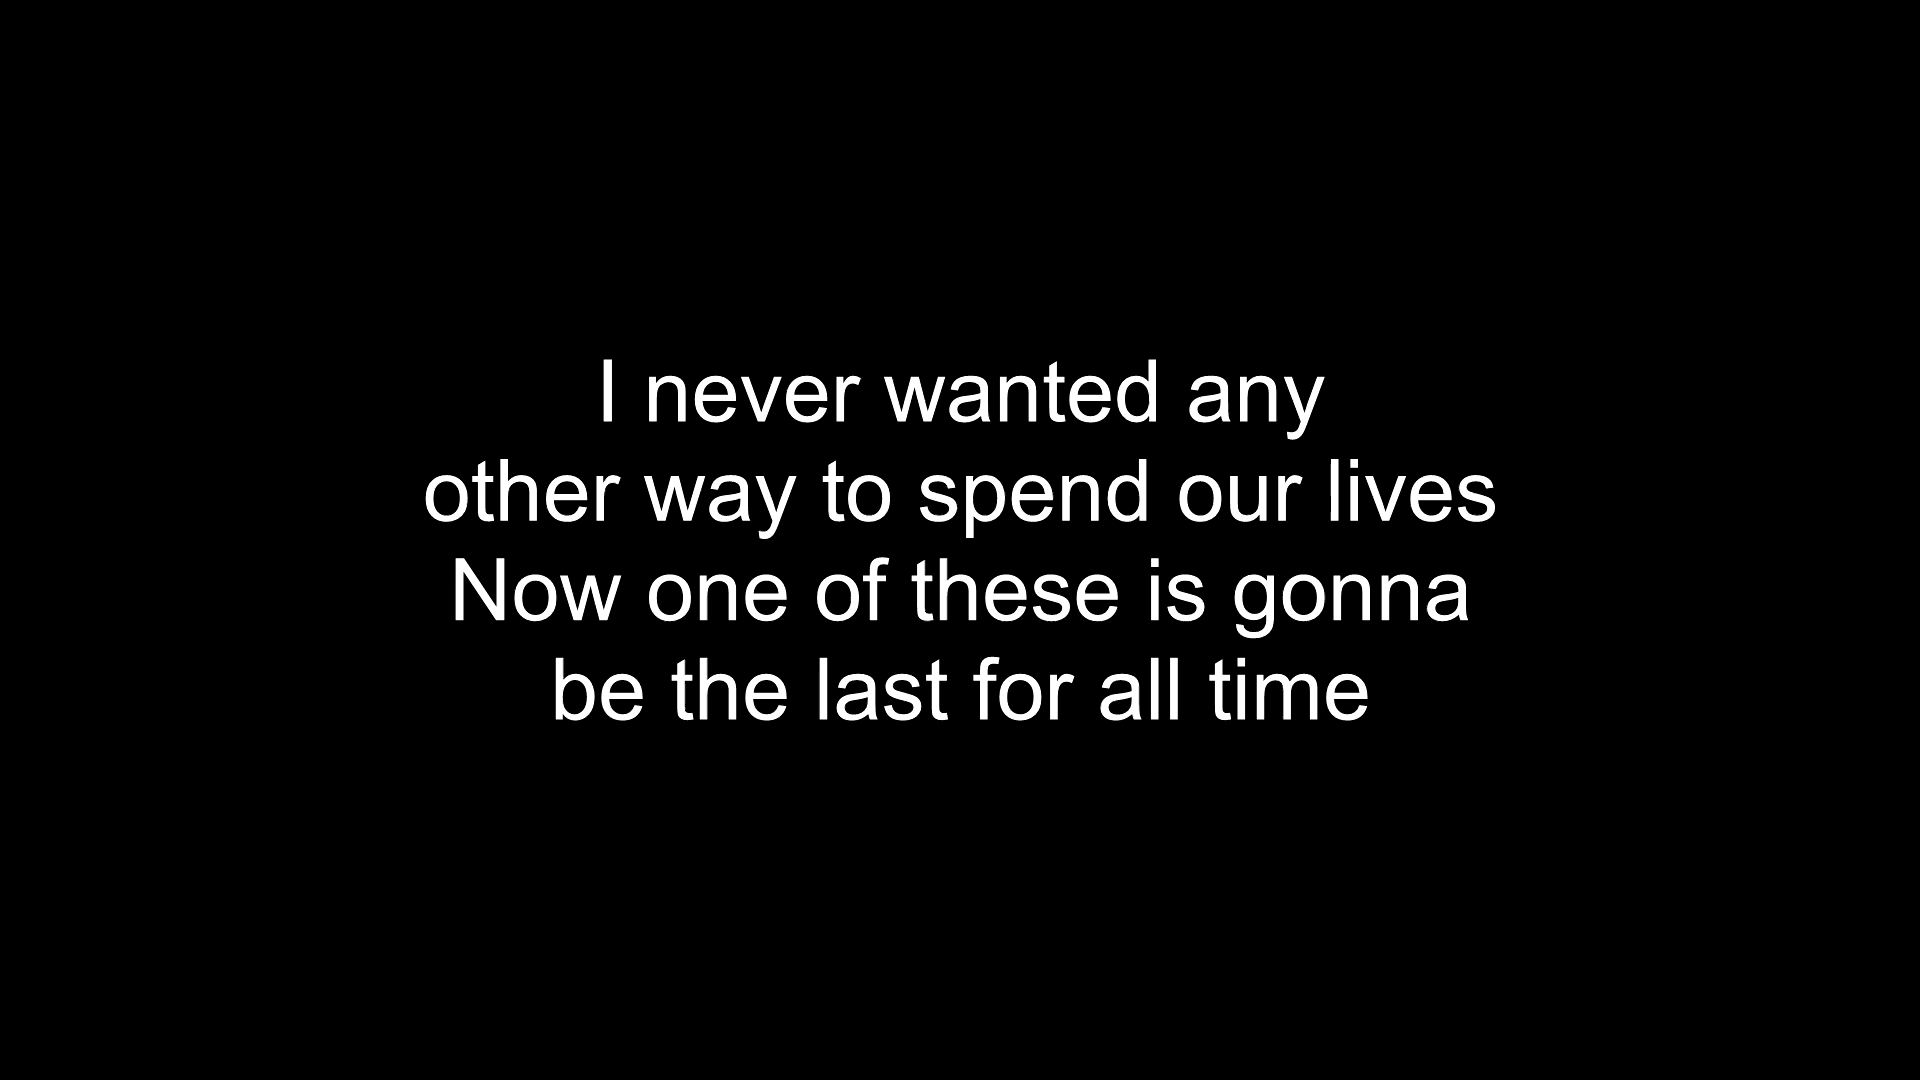 I never wanted any
other way to spend our lives
Now one of these is gonna
be the last for all time